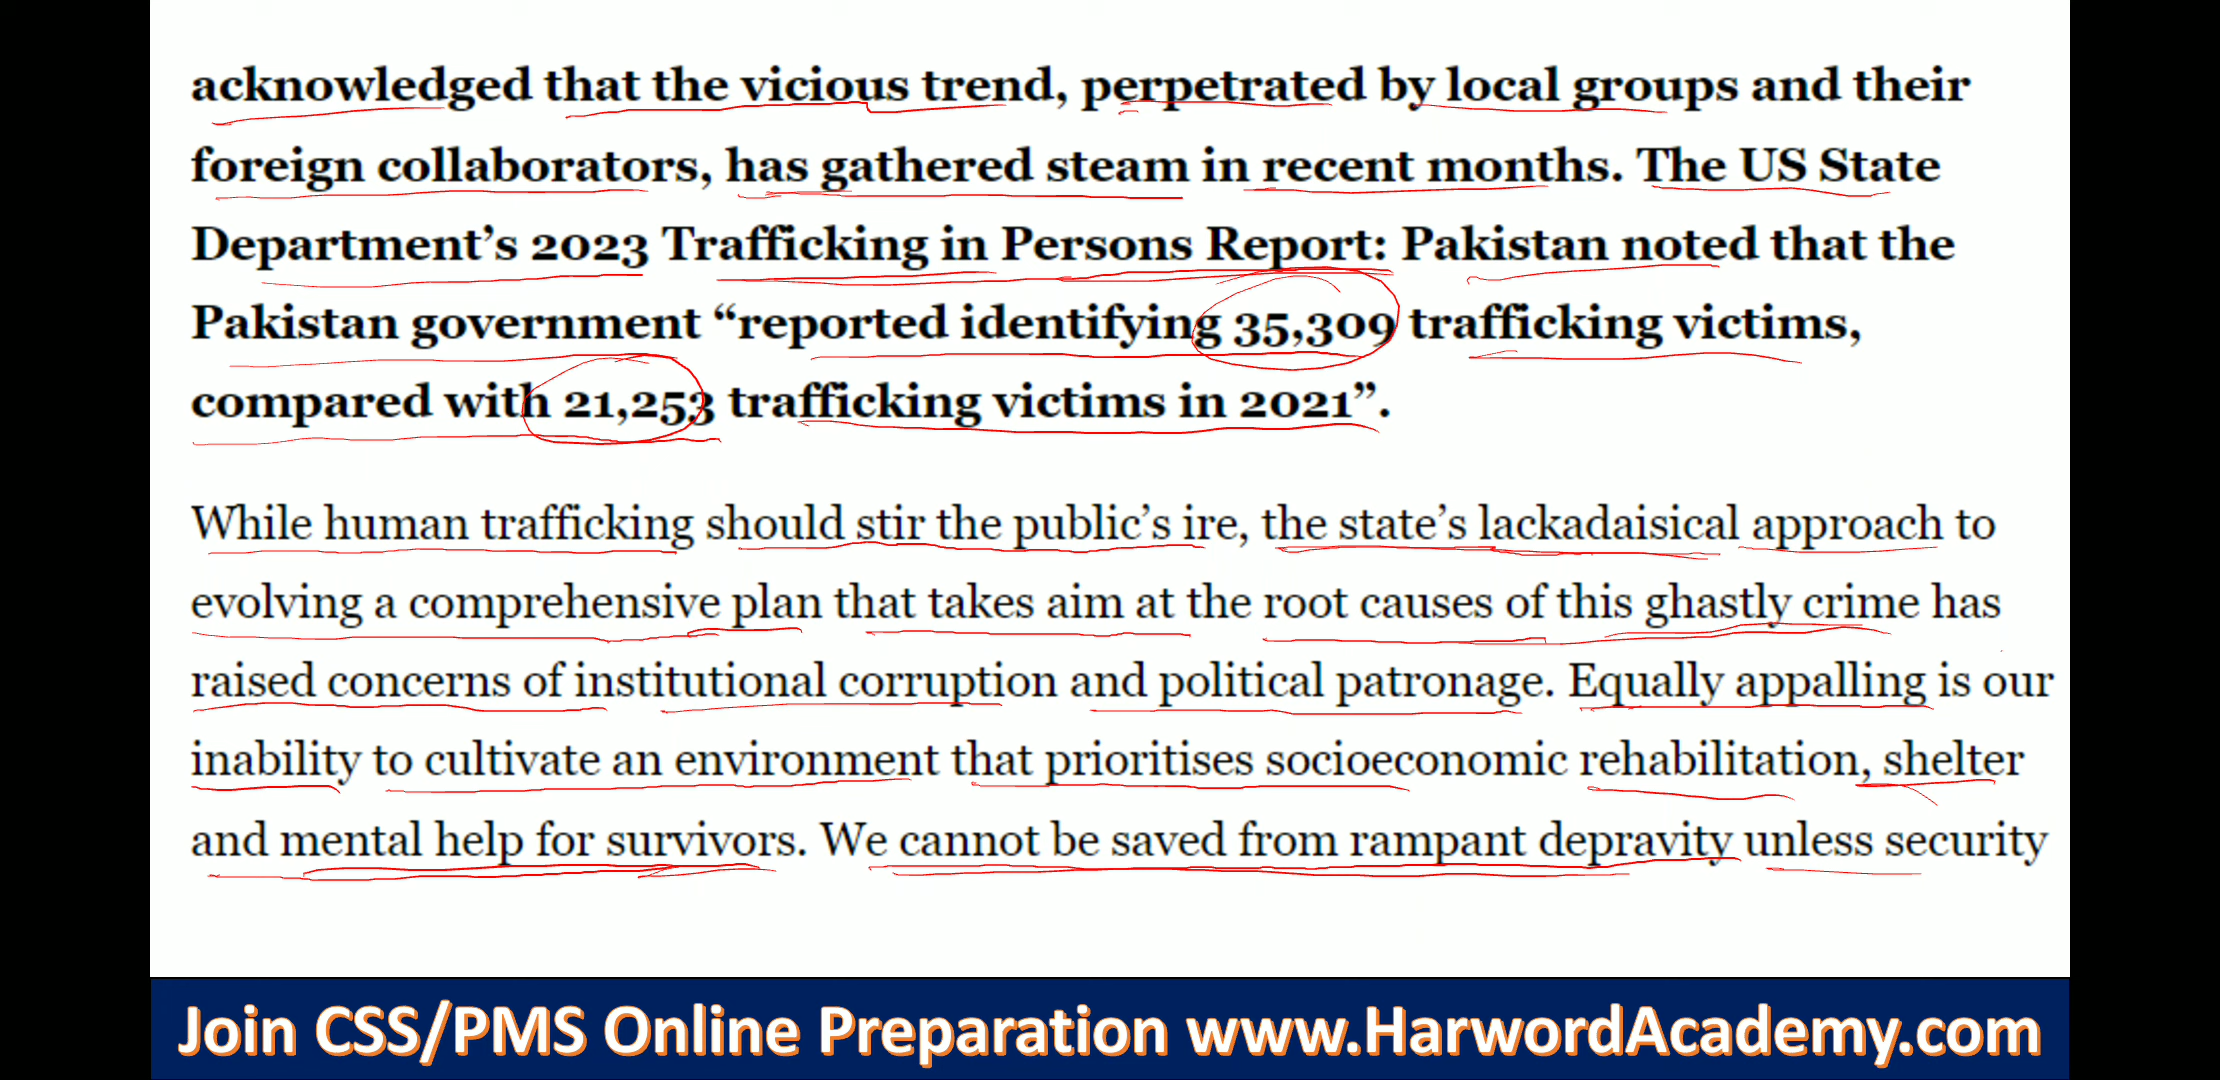 acknowledged that the vicious trend, perpetrated by local groups and their
foreign collaborators, has gathered steam in recent months. The US State
Department’s 2023 Trafficking in Persons Report: Pakistan noted that the
Pakistan government “reported identifying 35,309 trafficking victims,
compared with 21,253 trafficking victims in 2021”.
While human trafficking should stir the public’s ire, the state’s lackadaisical approach to
evolving a comprehensive plan that takes aim at the root causes of this ghastly crime has
raised concerns of institutional corruption and political patronage. Equally appalling is our
inability to cultivate an environment that prioritises socioeconomic rehabilitation, shelter
and mental help for survivors. We cannot be saved from rampant depravity unless security
Join CSS/PMS Online Preparation www.HarwordAcademy.com